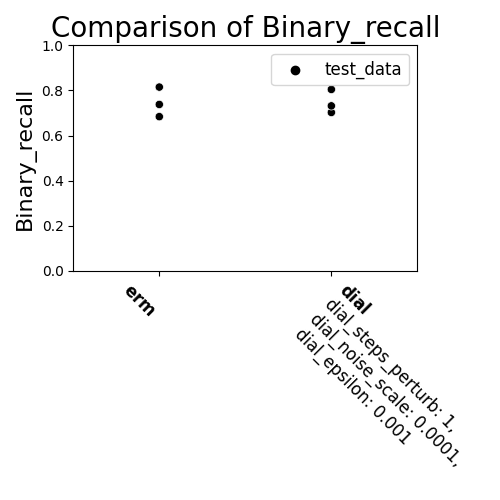 Comparison of Binary_recall
Binary_recall
1.0
0.8
0.6
0.4
0.2
0.0
test_data
erm
dial
dial_steps_perturb: 1,
dial_noise_scale: 0.0001,
dial_epsilon: 0.001